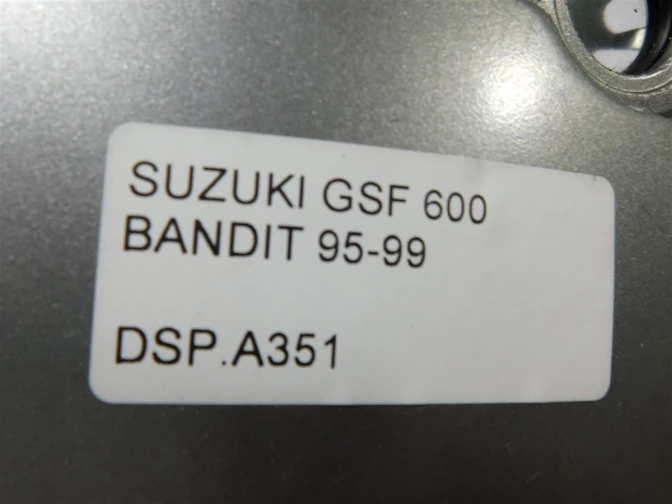 SUZUKI GSF 600
BANDIT 95-99
DSP.A351